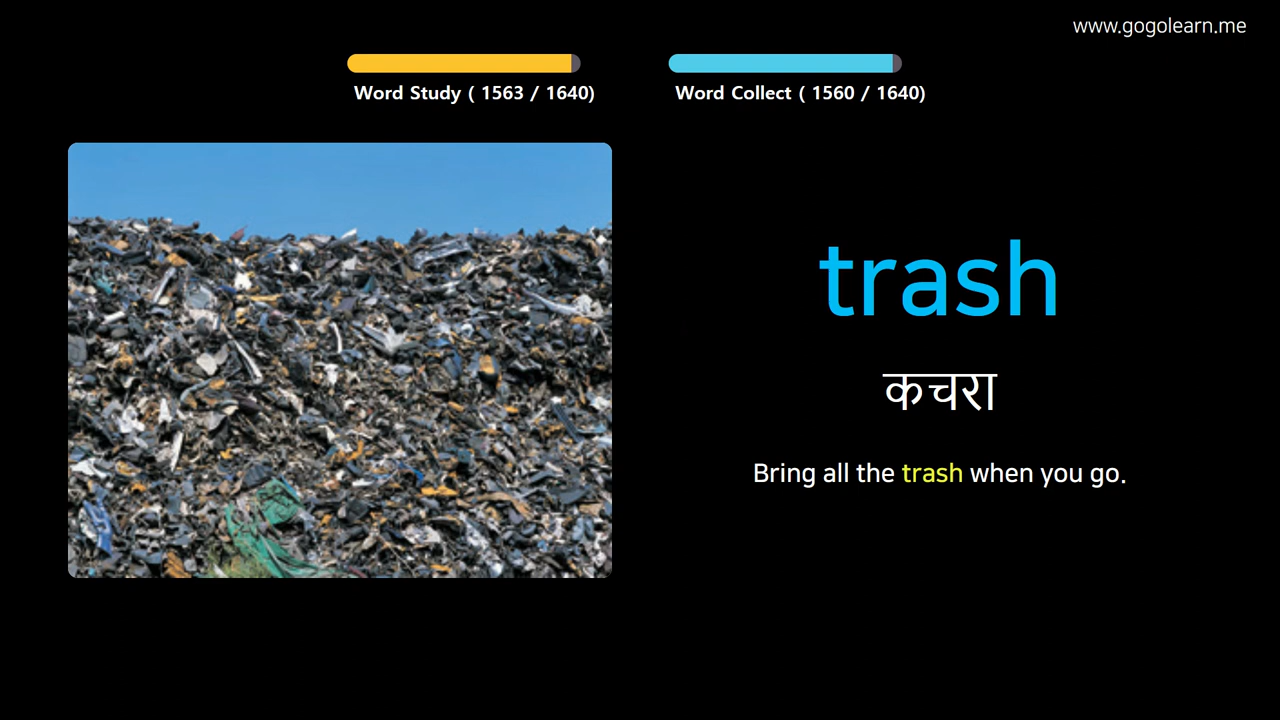 www.gogolearn.me
Word Study ( 1563 / 1640)
Word Collect ( 1560 / 1640)
trash
कचरा
Bring all the trash when you go.